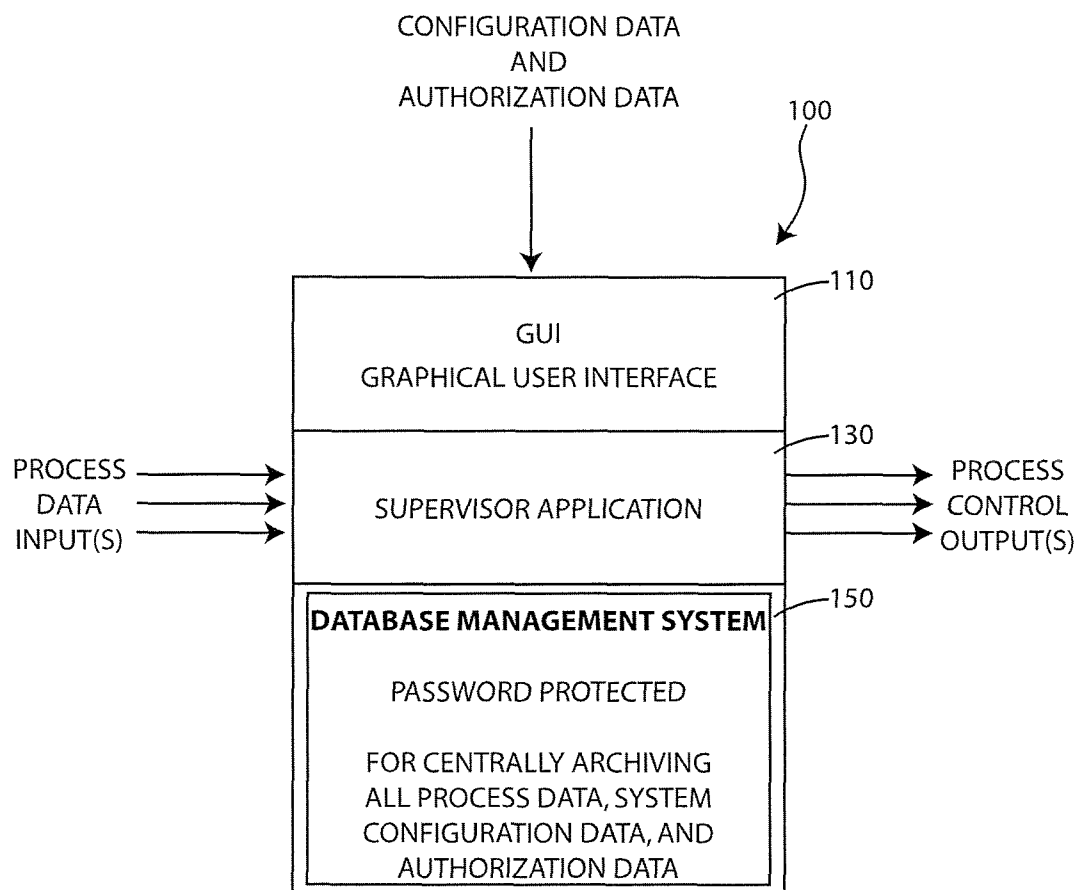 CONFIGURATION DATA
AND
AUTHORIZATION DATA
100
110
GUI
GRAPHICAL USER INTERFACE
130
PROCESS
DATA
INPUT(S)
SUPERVISOR APPLICATION
PROCESS
CONTROL
OUTPUT(S)
150
DATABASE MANAGEMENT SYSTEM
PASSWORD PROTECTED
FOR CENTRALLY ARCHIVING
ALL PROCESS DATA, SYSTEM
CONFIGURATION DATA, AND
AUTHORIZATION DATA